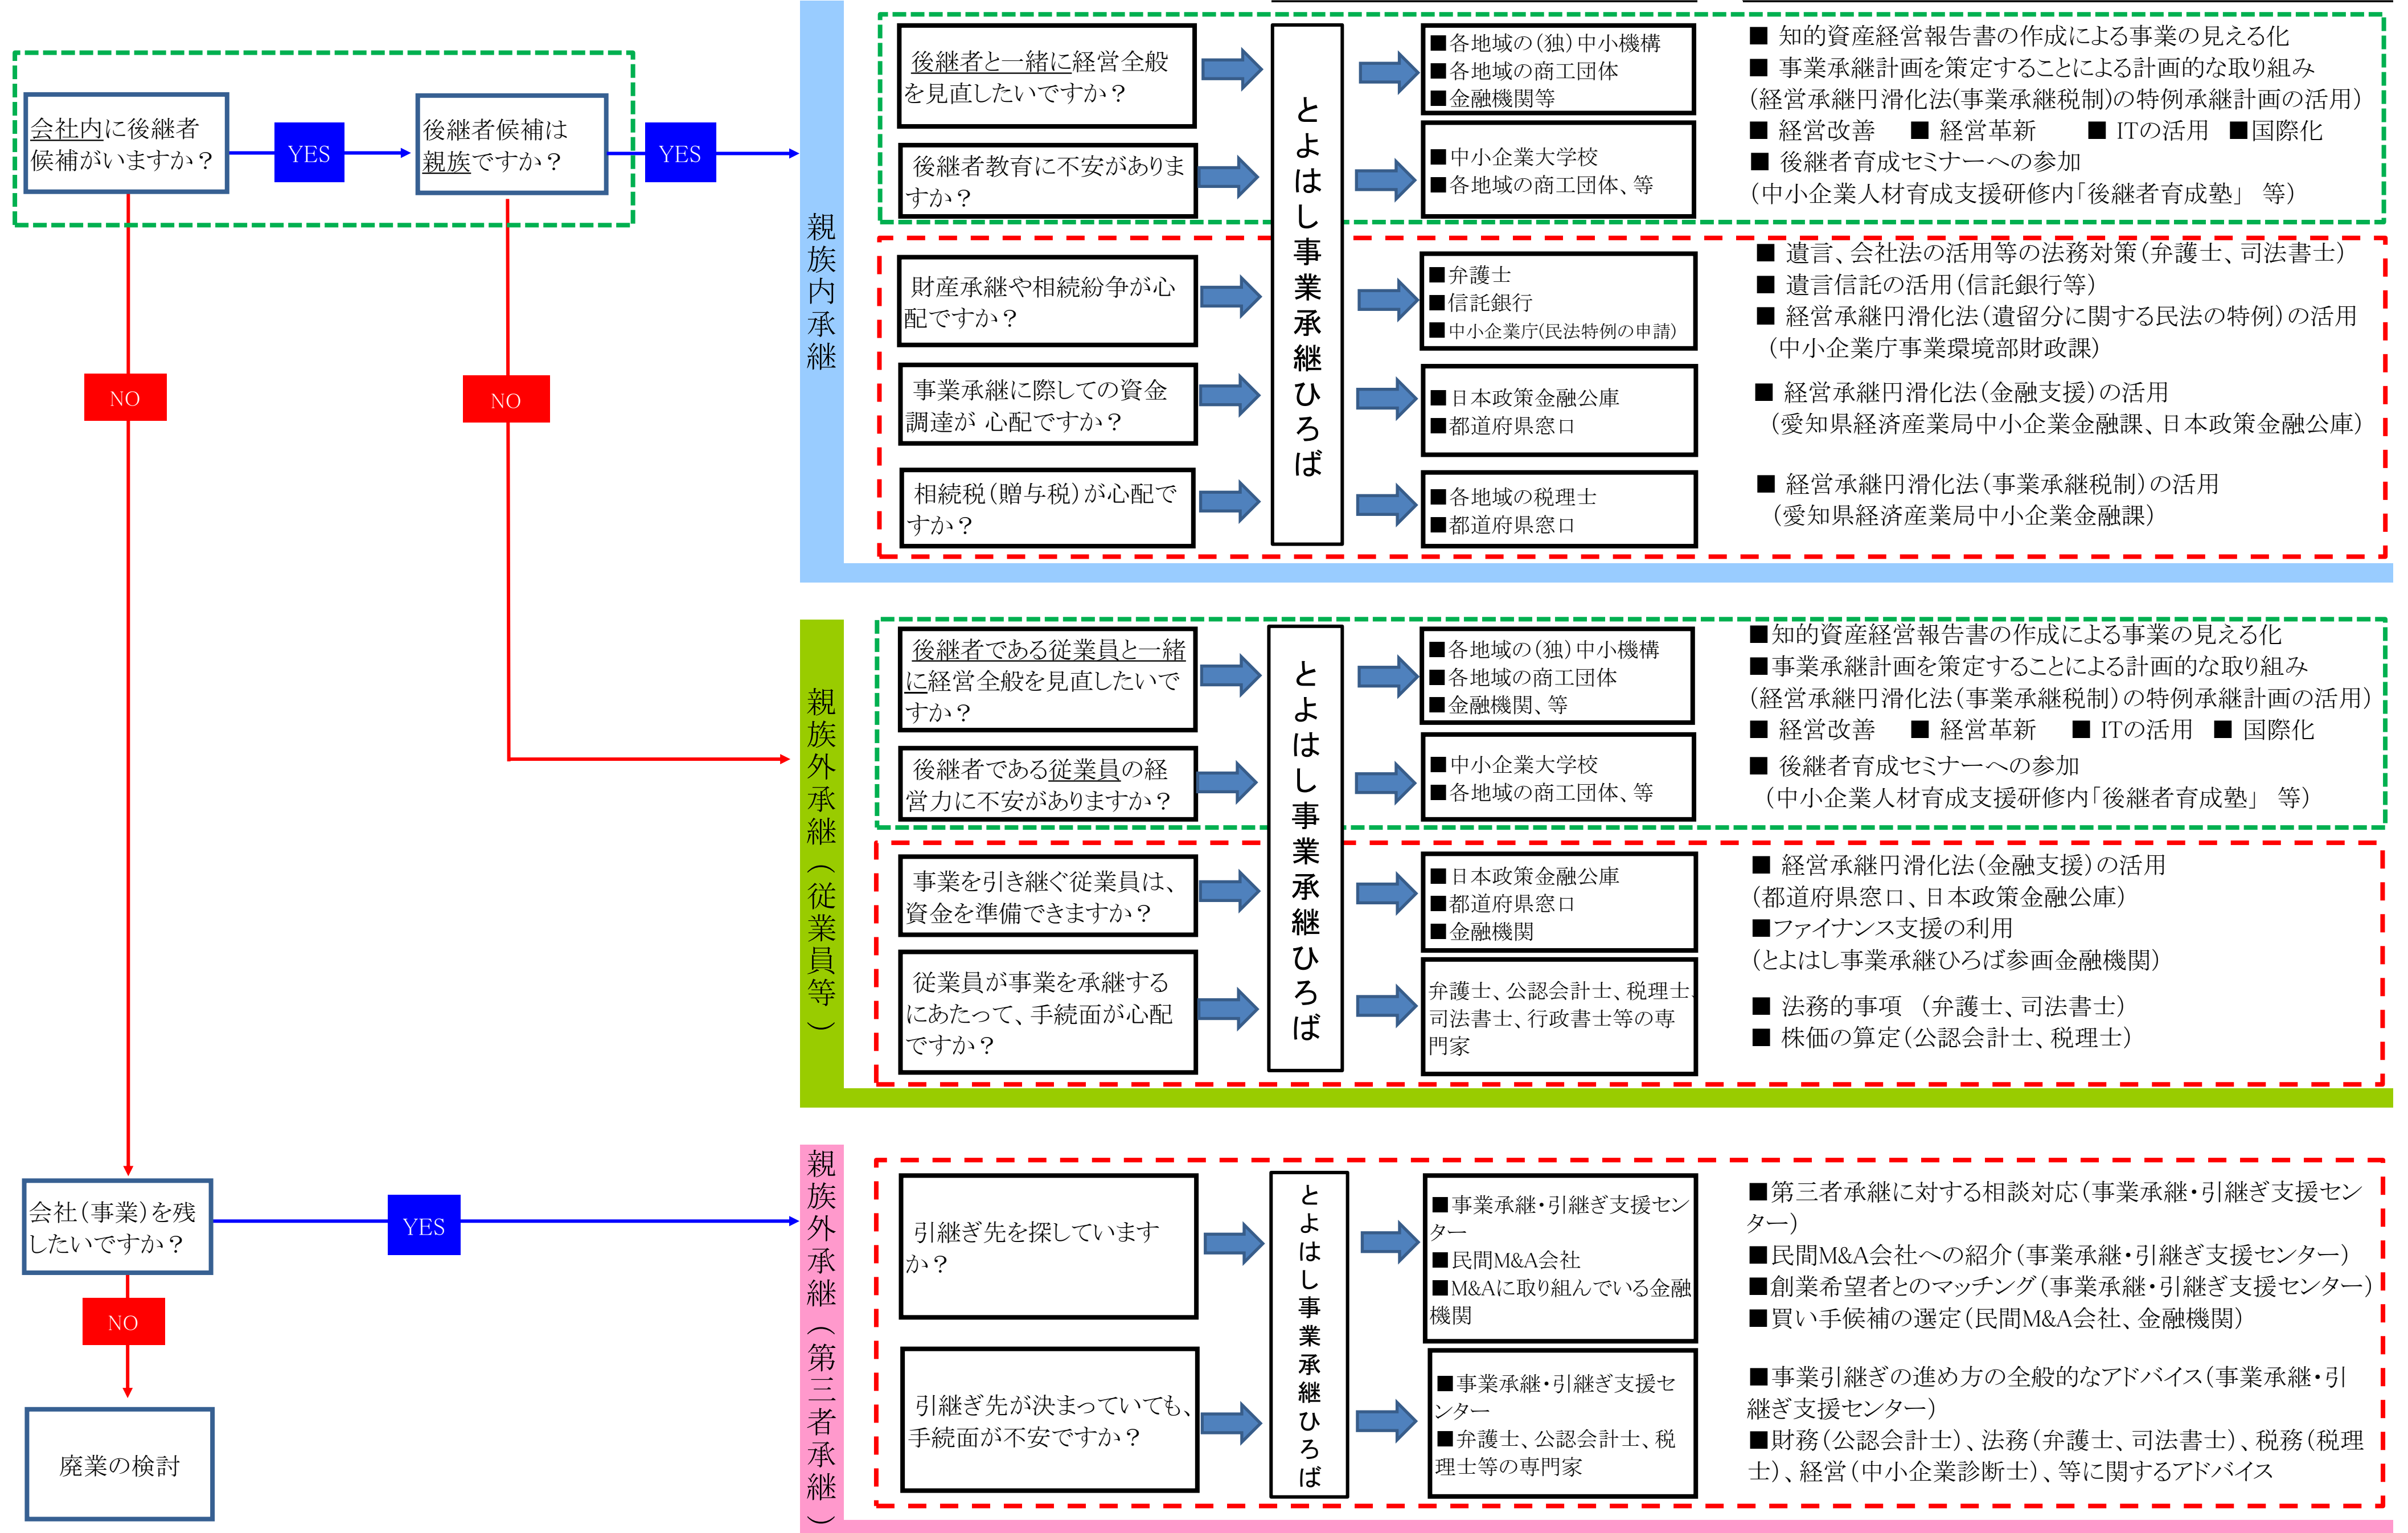 会社内に後継者
候補がいますか？
YES
後継者候補は
親族ですか？
YES
NO
NO
会社（事業）を残
したいですか？
YES
NO
廃業の検討
親族内承継
後継者と一緒に経営全般
を見直したいですか？
後継者教育に不安がありま
すか？
財産承継や相続紛争が心
配ですか？
事業承継に際しての資金
調達が 心配ですか？
相続税（贈与税）が心配で
すか？
とよはし事業承継ひろば
■各地域の（独）中小機構
■各地域の商工団体
■金融機関等
■中小企業大学校
■各地域の商工団体、等
■弁護士
■信託銀行
■中小企業庁(民法特例の申請)
■日本政策金融公庫
■都道府県窓口
■各地域の税理士
■都道府県窓口
■ 知的資産経営報告書の作成による事業の見える化
■ 事業承継計画を策定することによる計画的な取り組み
(経営承継円滑化法(事業承継税制)の特例承継計画の活用)
■ 経営改善 ■ 経営革新 ■ ITの活用 ■国際化
■ 後継者育成セミナーへの参加
(中小企業人材育成支援研修内「後継者育成塾」 等)
■ 遺言、会社法の活用等の法務対策（弁護士、司法書士）
■ 遺言信託の活用（信託銀行等）
■ 経営承継円滑化法（遺留分に関する民法の特例）の活用
（中小企業庁事業環境部財政課）
■ 経営承継円滑化法（金融支援）の活用
（愛知県経済産業局中小企業金融課、日本政策金融公庫）
■ 経営承継円滑化法（事業承継税制）の活用
（愛知県経済産業局中小企業金融課）
親族外承継（従業員等）
後継者である従業員と一緒
に経営全般を見直したいで
すか？
後継者である従業員の経
営力に不安がありますか？
事業を引き継ぐ従業員は、
資金を準備できますか？
従業員が事業を承継する
にあたって、手続面が心配
ですか？
とよはし事業承継ひろば
■各地域の（独）中小機構
■各地域の商工団体
■金融機関、等
■中小企業大学校
■各地域の商工団体、等
■日本政策金融公庫
■都道府県窓口
■金融機関
弁護士、公認会計士、税理士、
司法書士、行政書士等の専
門家
■知的資産経営報告書の作成による事業の見える化
■事業承継計画を策定することによる計画的な取り組み
(経営承継円滑化法（事業承継税制）の特例承継計画の活用)
■ 経営改善 ■ 経営革新 ■ ITの活用 ■ 国際化
■ 後継者育成セミナーへの参加
（中小企業人材育成支援研修内「後継者育成塾」 等）
■ 経営承継円滑化法（金融支援）の活用
(都道府県窓口、日本政策金融公庫)
■ファイナンス支援の利用
(とよはし事業承継ひろば参画金融機関)
■ 法務的事項 （弁護士、司法書士）
■ 株価の算定（公認会計士、税理士）
親族外承継（第三者承継）
引継ぎ先を探しています
か？
引継ぎ先が決まっていても、
手続面が不安ですか？
とよはし事業承継ひろば
■事業承継・引継ぎ支援セン
ター
■民間M&A会社
■M&Aに取り組んでいる金融
機関
■事業承継・引継ぎ支援セ
ンター
■弁護士、公認会計士、税
理士等の専門家
■第三者承継に対する相談対応（事業承継・引継ぎ支援セン
ター）
■民間M&A会社への紹介（事業承継・引継ぎ支援センター）
■創業希望者とのマッチング（事業承継・引継ぎ支援センター）
■買い手候補の選定（民間M&A会社、金融機関）
■事業引継ぎの進め方の全般的なアドバイス（事業承継・引
継ぎ支援センター）
■財務（公認会計士）、法務（弁護士、司法書士）、税務（税理
士）、経営（中小企業診断士）、等に関するアドバイス